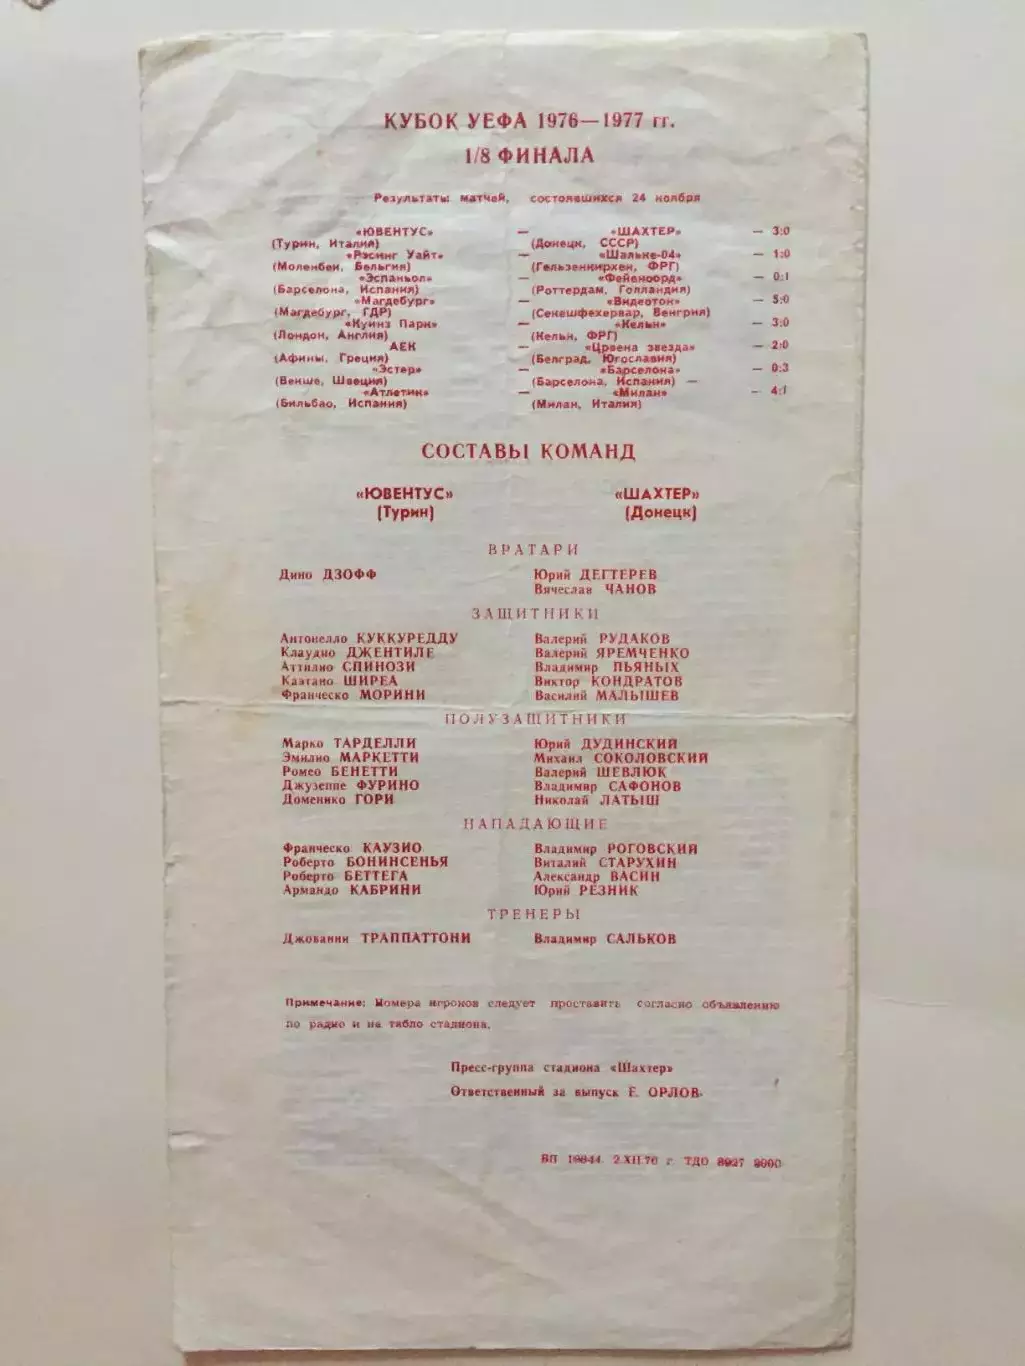 КУБОК УЕФА 1976—1977 гг.
1/8 ФИНАЛА
Результаты матчей, состоявшихся 24 ноября
«ЮВЕНТУС» — «ШАХТЕР» — 3:0
(Турин, Италия) (Донецк, СССР)
«Рэсинг Уайт» — «Шальке-04» — 1:0
(Моленбек, Бельгия) (Гельзенкирхен, ФРГ)
«Эспаньол» — «Фейеноорд» — 0:1
(Барселона, Испания) (Роттердам, Голландия)
«Магдебург» — «Видеотон» — 5:0
(Магдебург, ГДР) (Секешфехервар, Венгрия)
«Куинз Парк» — «Кельн» — 3:0
(Лондон, Англия) (Кельн, ФРГ)
АЕК — «Црвена звезда» — 2:0
(Афины, Греция) (Белград, Югославия)
«Эстер» — «Барселона» — 0:3
(Векше, Швеция) (Барселона, Испания) —
«Атлетик» — «Милан» — 4:1
(Бильбао, Испания) (Милан, Италия)
СОСТАВЫ КОМАНД
«ЮВЕНТУС» «ШАХТЕР»
(Турин) (Донецк)
ВРАТАРИ
Дино ДЗОФФ Юрий ДЕГТЕРЕВ
Вячеслав ЧАНОВ
ЗАЩИТНИКИ
Антонелло КУККУРЕДДУ Валерий РУДАКОВ
Клаудио ДЖЕНТИЛЕ Валерий ЯРЕМЧЕНКО
Аттилио СПИНОЗИ Владимир ПЬЯНЫХ
Каэтано ШИРЕА Виктор КОНДРАТОВ
Франческо МОРИНИ Василий МАЛЫШЕВ
ПОЛУЗАЩИТНИКИ
Марко ТАРДЕЛЛИ Юрий ДУДИНСКИЙ
Эмилио МАРКЕТТИ Михаил СОКОЛОВСКИЙ
Ромео БЕНЕТТИ Валерий ШЕВЛЮК
Джузеппе ФУРИНО Владимир САФОНОВ
Доменико ГОРИ Николай ЛАТЫШ
НАПАДАЮЩИЕ
Франческо КАУЗИО Владимир РОГОВСКИЙ
Роберто БОНИНСЕНЬЯ Виталий СТАРУХИН
Роберто БЕТТЕГА Александр ВАСИН
Армандо КАБРИНИ Юрий РЕЗНИК
ТРЕНЕРЫ
Джованни ТРАППАТТОНИ Владимир САЛЬКОВ
Примечание: Номера игроков следует проставить согласно объявлению
по радио и на табло стадиона.
Пресс-группа стадиона «Шахтер»
Ответственный за выпуск Е. ОРЛОВ.
БП 19844. 2.XII.76 г. ТДО 8927 2000